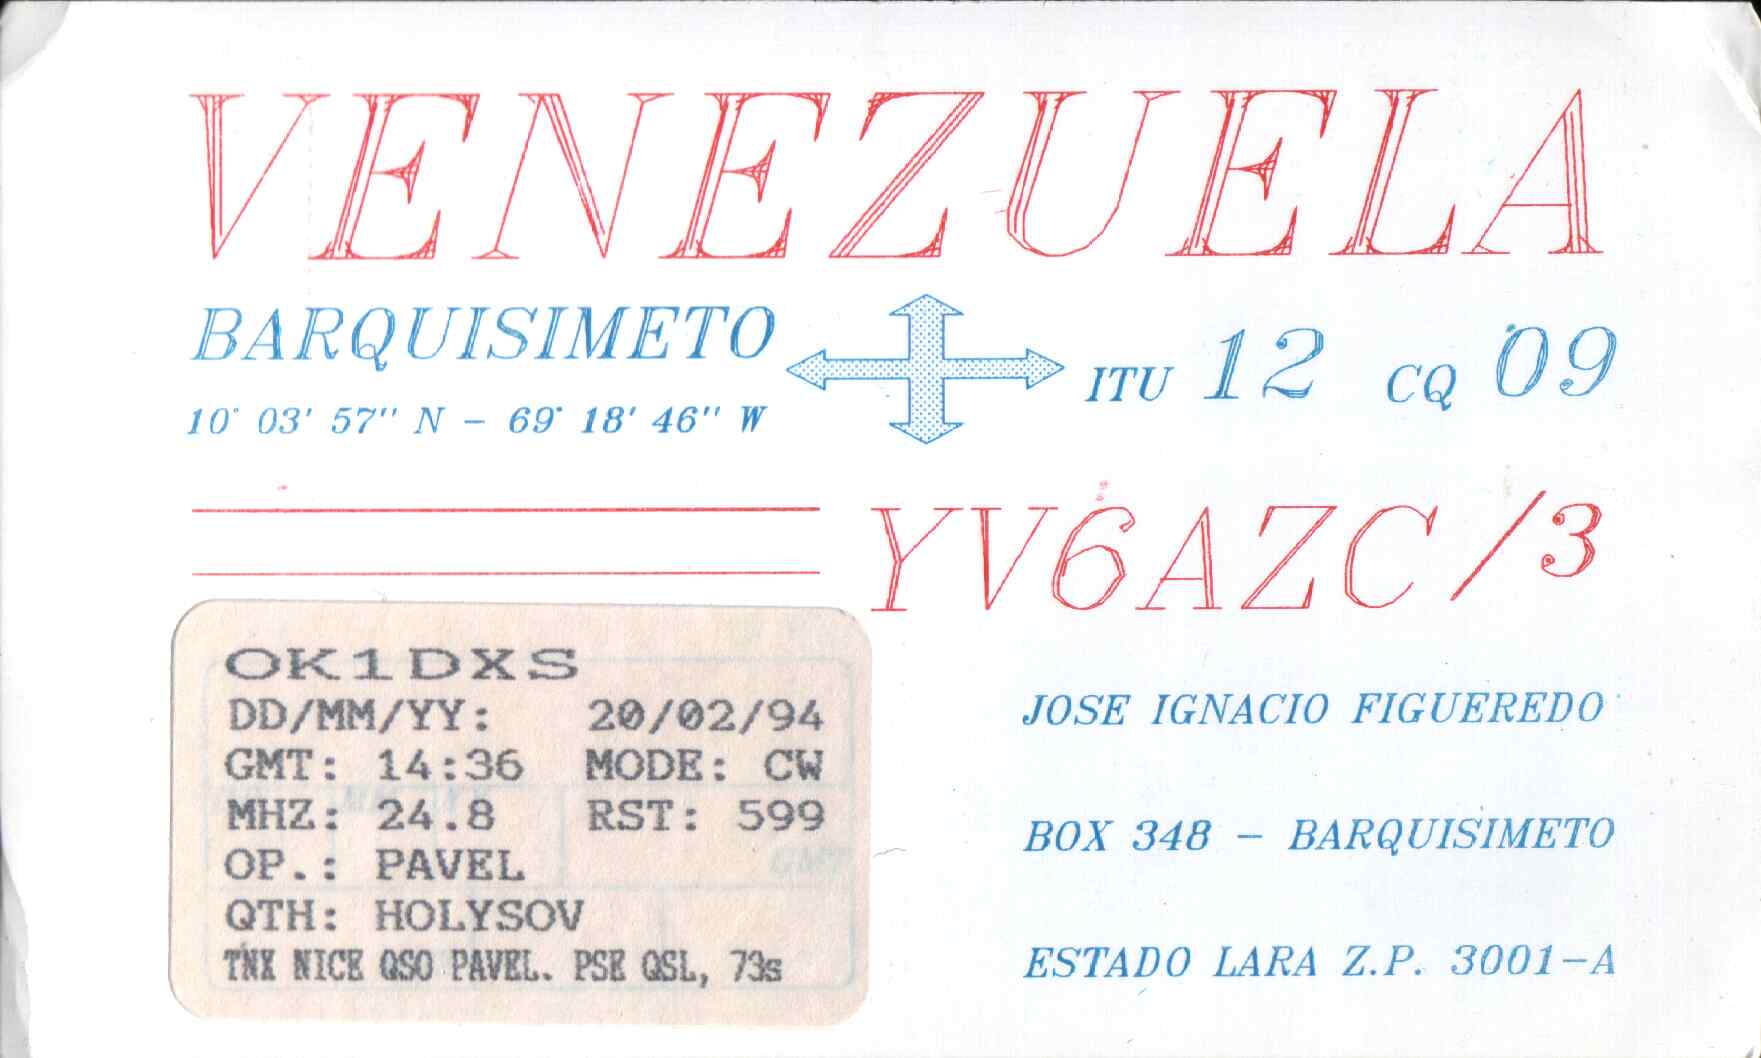 VENEZUELA
BARQUISIMETO
10° 03' 57" N - 69° 18' 46" W
ITU 12 CQ 09
YV6AZC/3
OK1DXS
DD/MM/YY: 20/02/94
GMT: 14:36 MODE: CW
MHZ: 24.8 RST: 599
OP.: PAVEL
QTH: HOLYSOV
TNX NICE QSO PAVEL. PSE QSL, 73s
JOSE IGNACIO FIGUEREDO
BOX 348 - BARQUISIMETO
ESTADO LARA Z.P. 3001-A
GMT